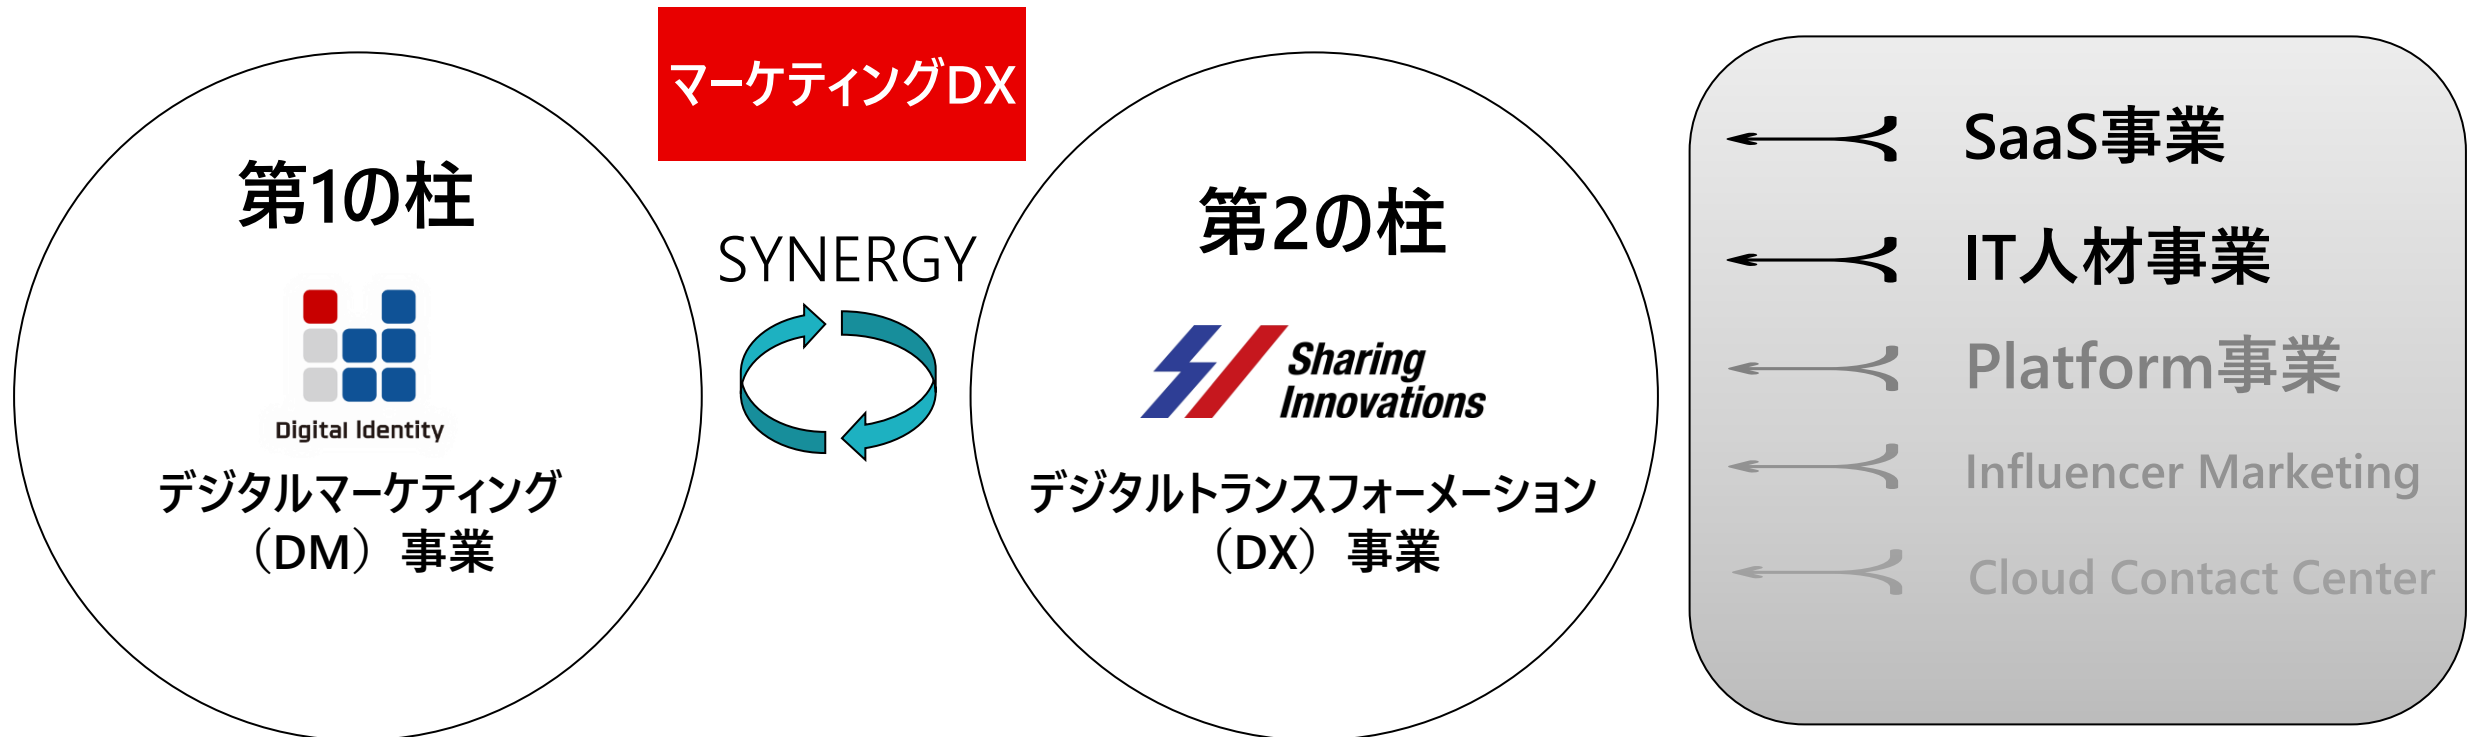 マーケティングDX
第1の柱
Digital Identity
デジタルマーケティング
（DM）事業
SYNERGY
第2の柱
Sharing
Innovations
デジタルトランスフォーメーション
（DX）事業
SaaS事業
IT人材事業
Platform事業
Influencer Marketing
Cloud Contact Center